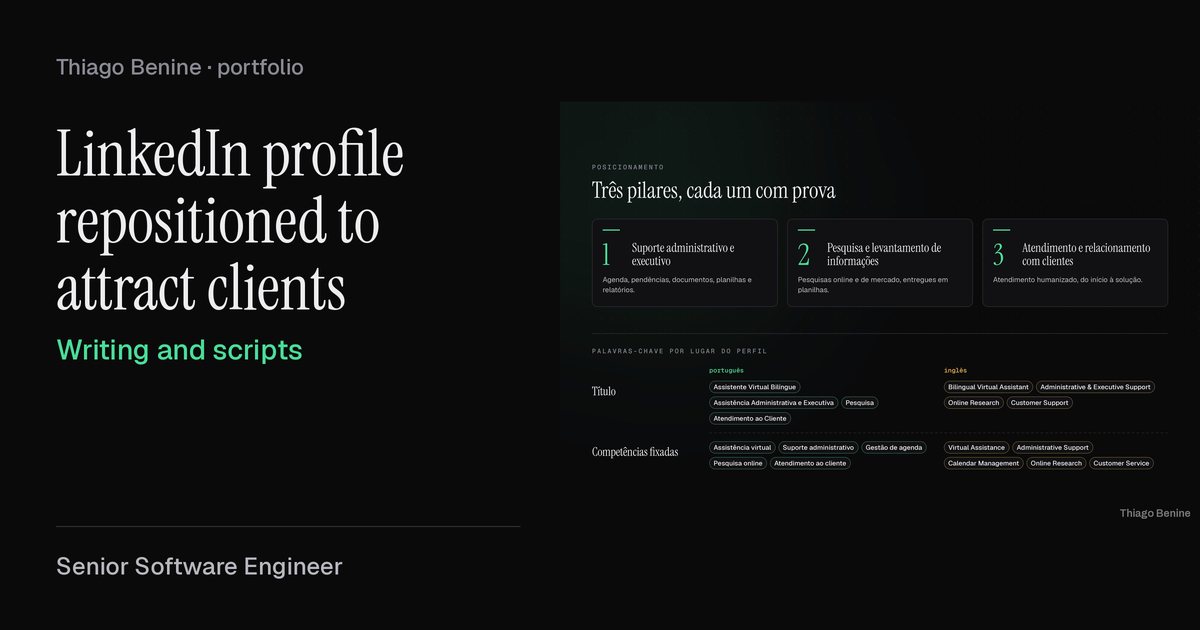 Thiago Benine · portfolio
LinkedIn profile
repositioned to
attract clients
Writing and scripts
Senior Software Engineer
POSICIONAMENTO
Três pilares, cada um com prova
1
Suporte administrativo e
executivo
Agenda, pendências, documentos, planilhas e
relatórios.
2
Pesquisa e levantamento de
informações
Pesquisas online e de mercado, entregues em
planilhas.
3
Atendimento e relacionamento
com clientes
Atendimento humanizado, do início à solução.
PALAVRAS-CHAVE POR LUGAR DO PERFIL
português
inglês
Título
Assistente Virtual Bilíngue
Assistência Administrativa e Executiva Pesquisa
Atendimento ao Cliente
Bilingual Virtual Assistant Administrative & Executive Support
Online Research Customer Support
Competências fixadas
Assistência virtual Suporte administrativo Gestão de agenda
Pesquisa online Atendimento ao cliente
Virtual Assistance Administrative Support
Calendar Management Online Research Customer Service
Thiago Benine